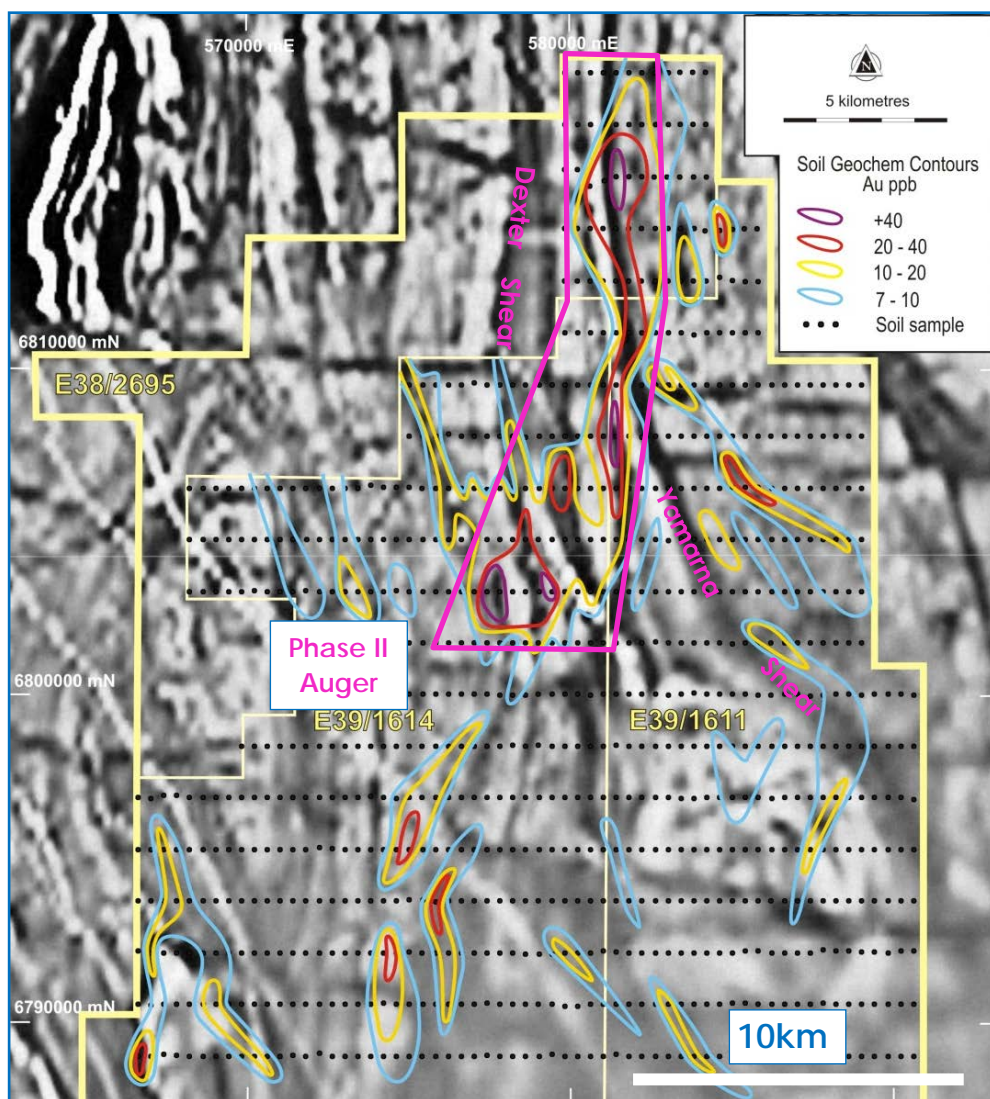 570000 mE
580000 mE
N
5 kilometres
Soil Geochem Contours
Au ppb
+40
20 - 40
10 - 20
7 - 10
Soil sample
Dexter Shear
6810000 mN
E38/2695
Yamarna Shear
Phase II
Auger
6800000 mN
E39/1614
E39/1611
6790000 mN
10km